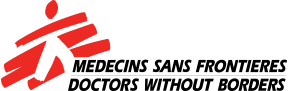 MEDECINS SANS FRONTIERES
DOCTORS WITHOUT BORDERS